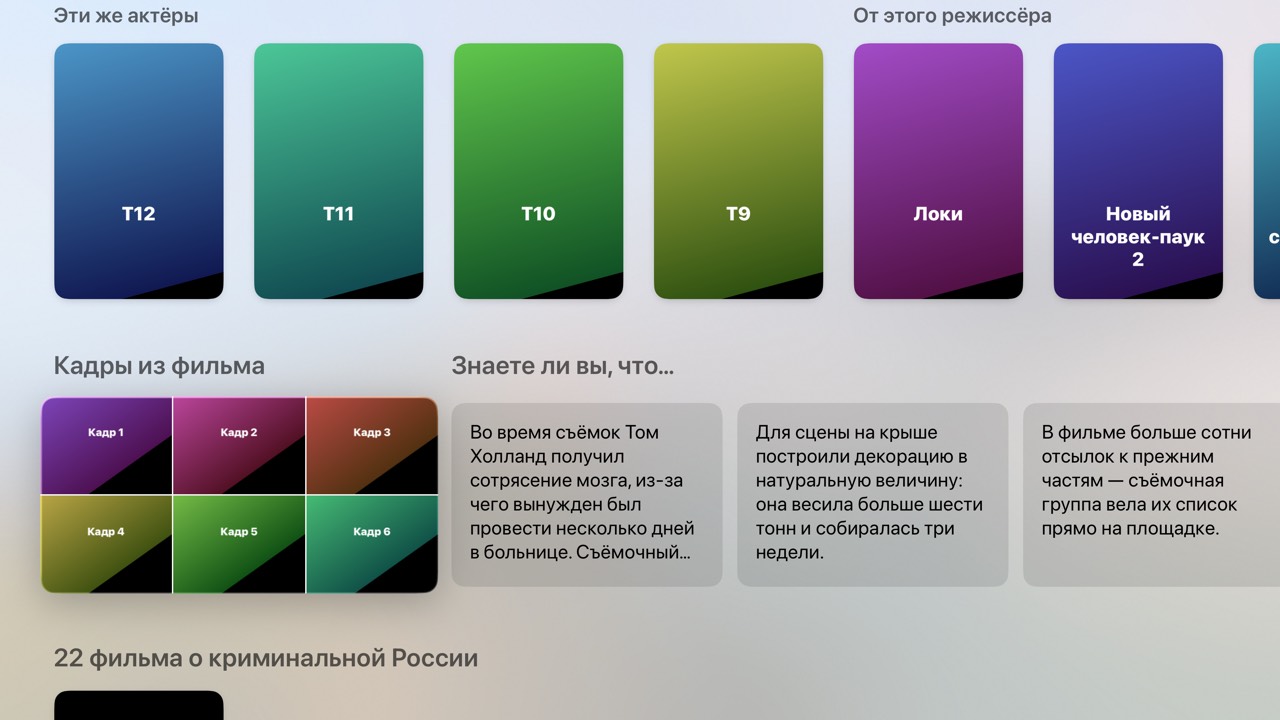 Эти же актёры
От этого режиссёра
T12
T11
T10
T9
Локи
Новый
человек-паук
2
Кадры из фильма
Знаете ли вы, что…
Кадр 1
Кадр 2
Кадр 3
Кадр 4
Кадр 5
Кадр 6
Во время съёмок Том
Холланд получил
сотрясение мозга, из-за
чего вынужден был
провести несколько дней
в больнице. Съёмочный…
Для сцены на крыше
построили декорацию в
натуральную величину:
она весила больше шести
тонн и собиралась три
недели.
В фильме больше сотни
отсылок к прежним
частям — съёмочная
группа вела их список
прямо на площадке.
22 фильма о криминальной России